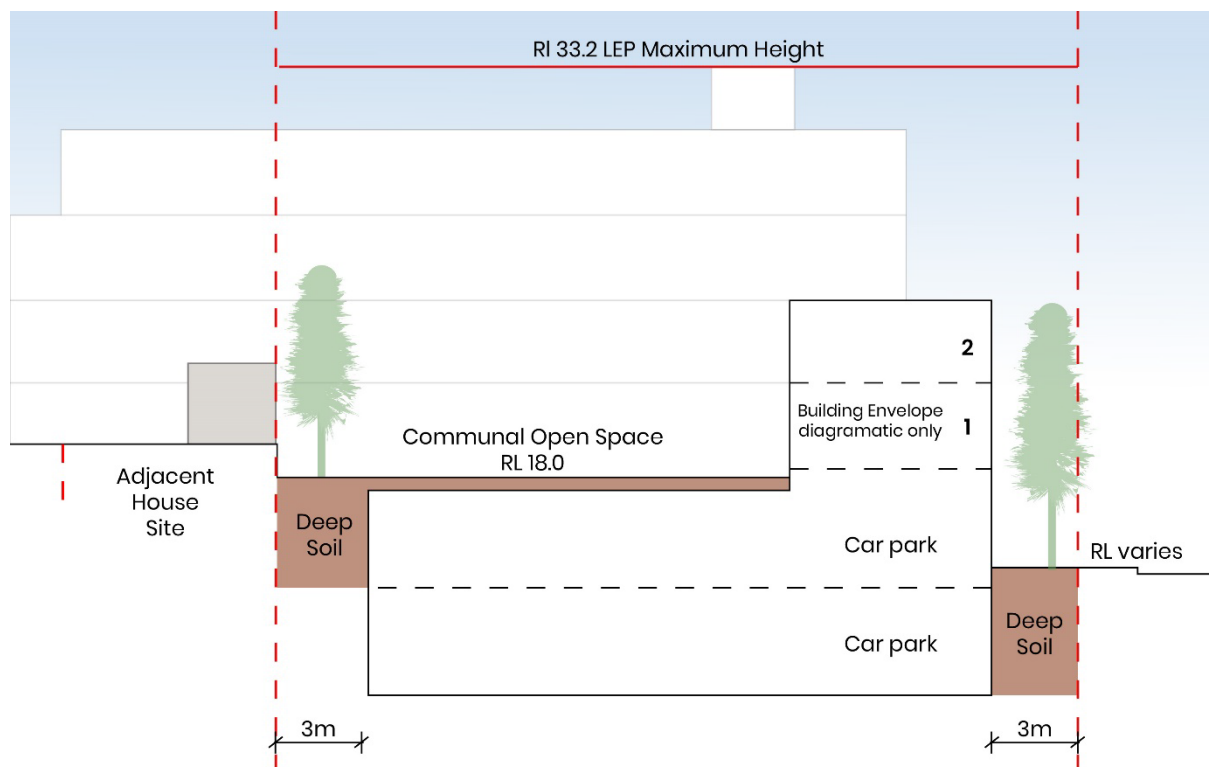 Rl 33.2 LEP Maximum Height
2
Building Envelope
diagramatic only
1
Communal Open Space
RL 18.0
Adjacent
House
Site
Deep
Soil
Car park
RL varies
Car park
Deep
Soil
3m
3m